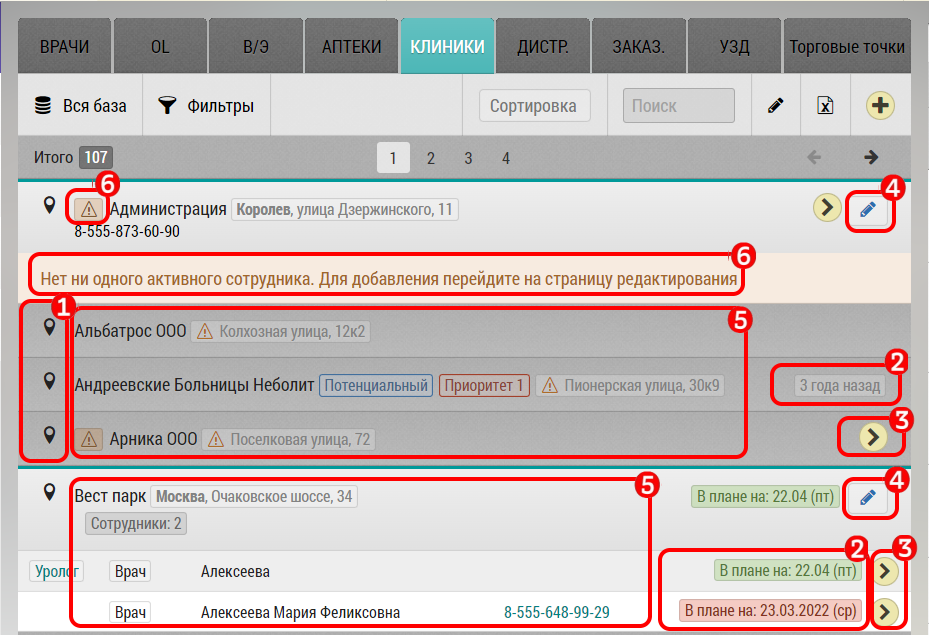 ВРАЧИ OL В/Э АПТЕКИ КЛИНИКИ ДИСТР. ЗАКАЗ. УЗД Торговые точки
Вся база Фильтры Сортировка Поиск X
Итого 107 1 2 3 4
6 4
Администрация Королев, улица Дзержинского, 11
8-555-873-60-90
6
Нет ни одного активного сотрудника. Для добавления перейдите на страницу редактирования
1 5
Альбатрос ООО Колхозная улица, 12к2
2
Андреевские Больницы Неболит Потенциальный Приоритет 1 Пионерская улица, 30к9 3 года назад
3
Арника ООО Поселковая улица, 72
5 4
Вест парк Москва, Очаковское шоссе, 34 В плане на: 22.04 (пт)
Сотрудники: 2
2 3
Уролог Врач Алексеева В плане на: 22.04 (пт)
Врач Алексеева Мария Феликсовна 8-555-648-99-29 В плане на: 23.03.2022 (ср)